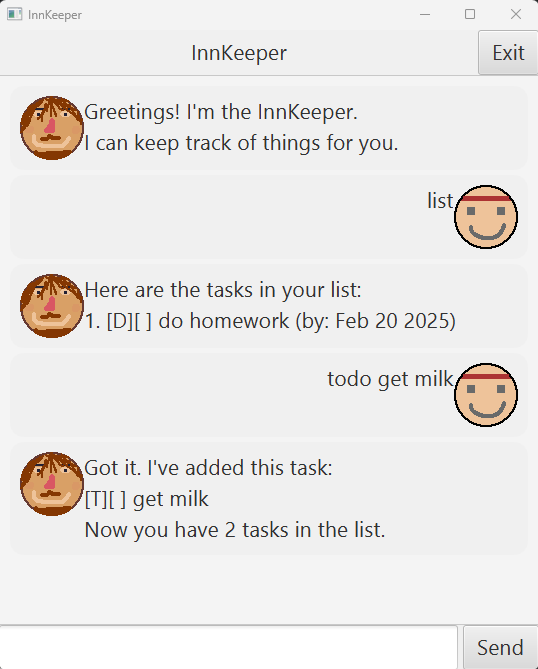 InnKeeper
InnKeeper
Exit
Greetings! I'm the InnKeeper.
I can keep track of things for you.
list
Here are the tasks in your list:
1. [D][ ] do homework (by: Feb 20 2025)
todo get milk
Got it. I've added this task:
[T][ ] get milk
Now you have 2 tasks in the list.
Send